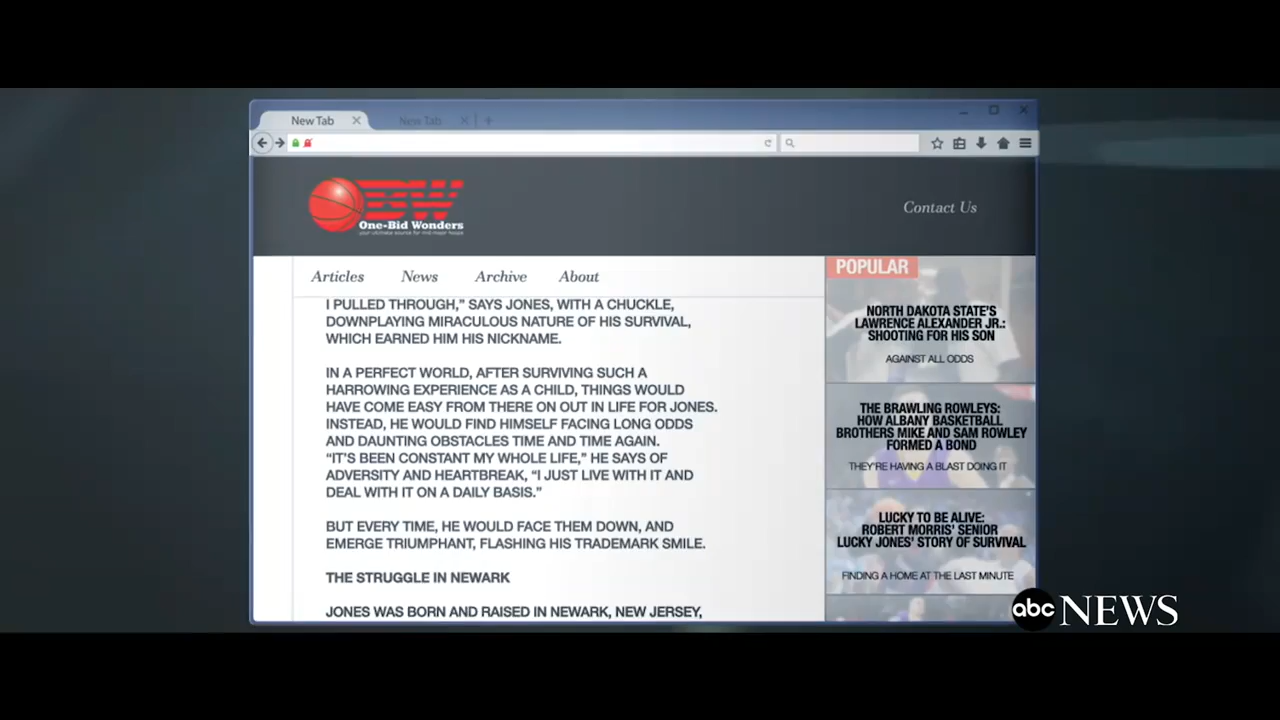 New Tab
New Tab
BW
One-Bid Wonders
your ultimate source for mid-major hoops
Contact Us
Articles
News
Archive
About
I PULLED THROUGH,” SAYS JONES, WITH A CHUCKLE,
DOWNPLAYING MIRACULOUS NATURE OF HIS SURVIVAL,
WHICH EARNED HIM HIS NICKNAME.
IN A PERFECT WORLD, AFTER SURVIVING SUCH A
HARROWING EXPERIENCE AS A CHILD, THINGS WOULD
HAVE COME EASY FROM THERE ON OUT IN LIFE FOR JONES.
INSTEAD, HE WOULD FIND HIMSELF FACING LONG ODDS
AND DAUNTING OBSTACLES TIME AND TIME AGAIN.
“IT’S BEEN CONSTANT MY WHOLE LIFE,” HE SAYS OF
ADVERSITY AND HEARTBREAK, “I JUST LIVE WITH IT AND
DEAL WITH IT ON A DAILY BASIS.”
BUT EVERY TIME, HE WOULD FACE THEM DOWN, AND
EMERGE TRIUMPHANT, FLASHING HIS TRADEMARK SMILE.
THE STRUGGLE IN NEWARK
JONES WAS BORN AND RAISED IN NEWARK, NEW JERSEY,
POPULAR
NORTH DAKOTA STATE’S
LAWRENCE ALEXANDER JR.:
SHOOTING FOR HIS SON
AGAINST ALL ODDS
THE BRAWLING ROWLEYS:
HOW ALBANY BASKETBALL
BROTHERS MIKE AND SAM ROWLEY
FORMED A BOND
THEY’RE HAVING A BLAST DOING IT
LUCKY TO BE ALIVE:
ROBERT MORRIS’ SENIOR
LUCKY JONES’ STORY OF SURVIVAL
FINDING A HOME AT THE LAST MINUTE
abc NEWS